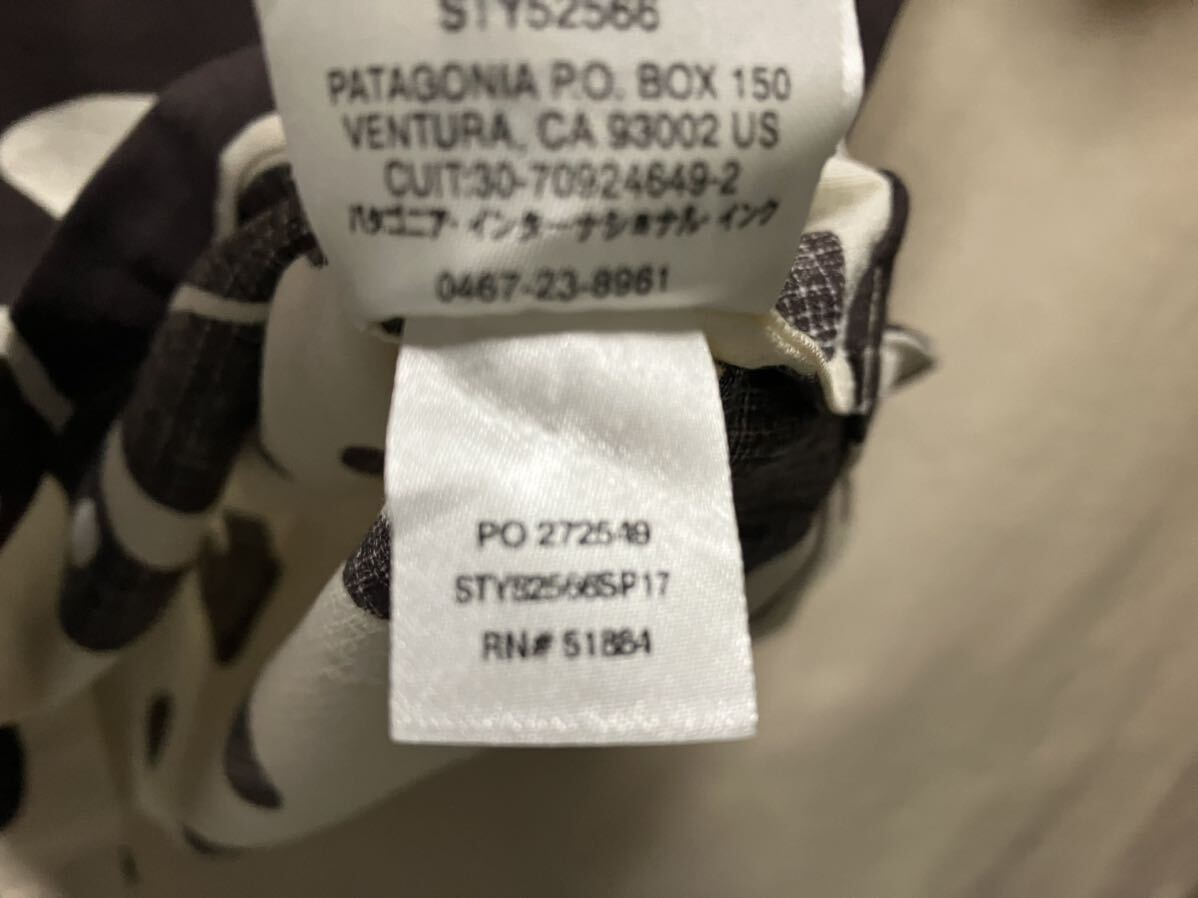 STY52566
PATAGONIA P.O. BOX 150
VENTURA, CA 93002 US
CUIT:30-70924649-2
パタゴニア・インターナショナル・インク
0467-23-8961
PO 272549
STY52566SP17
RN# 51884